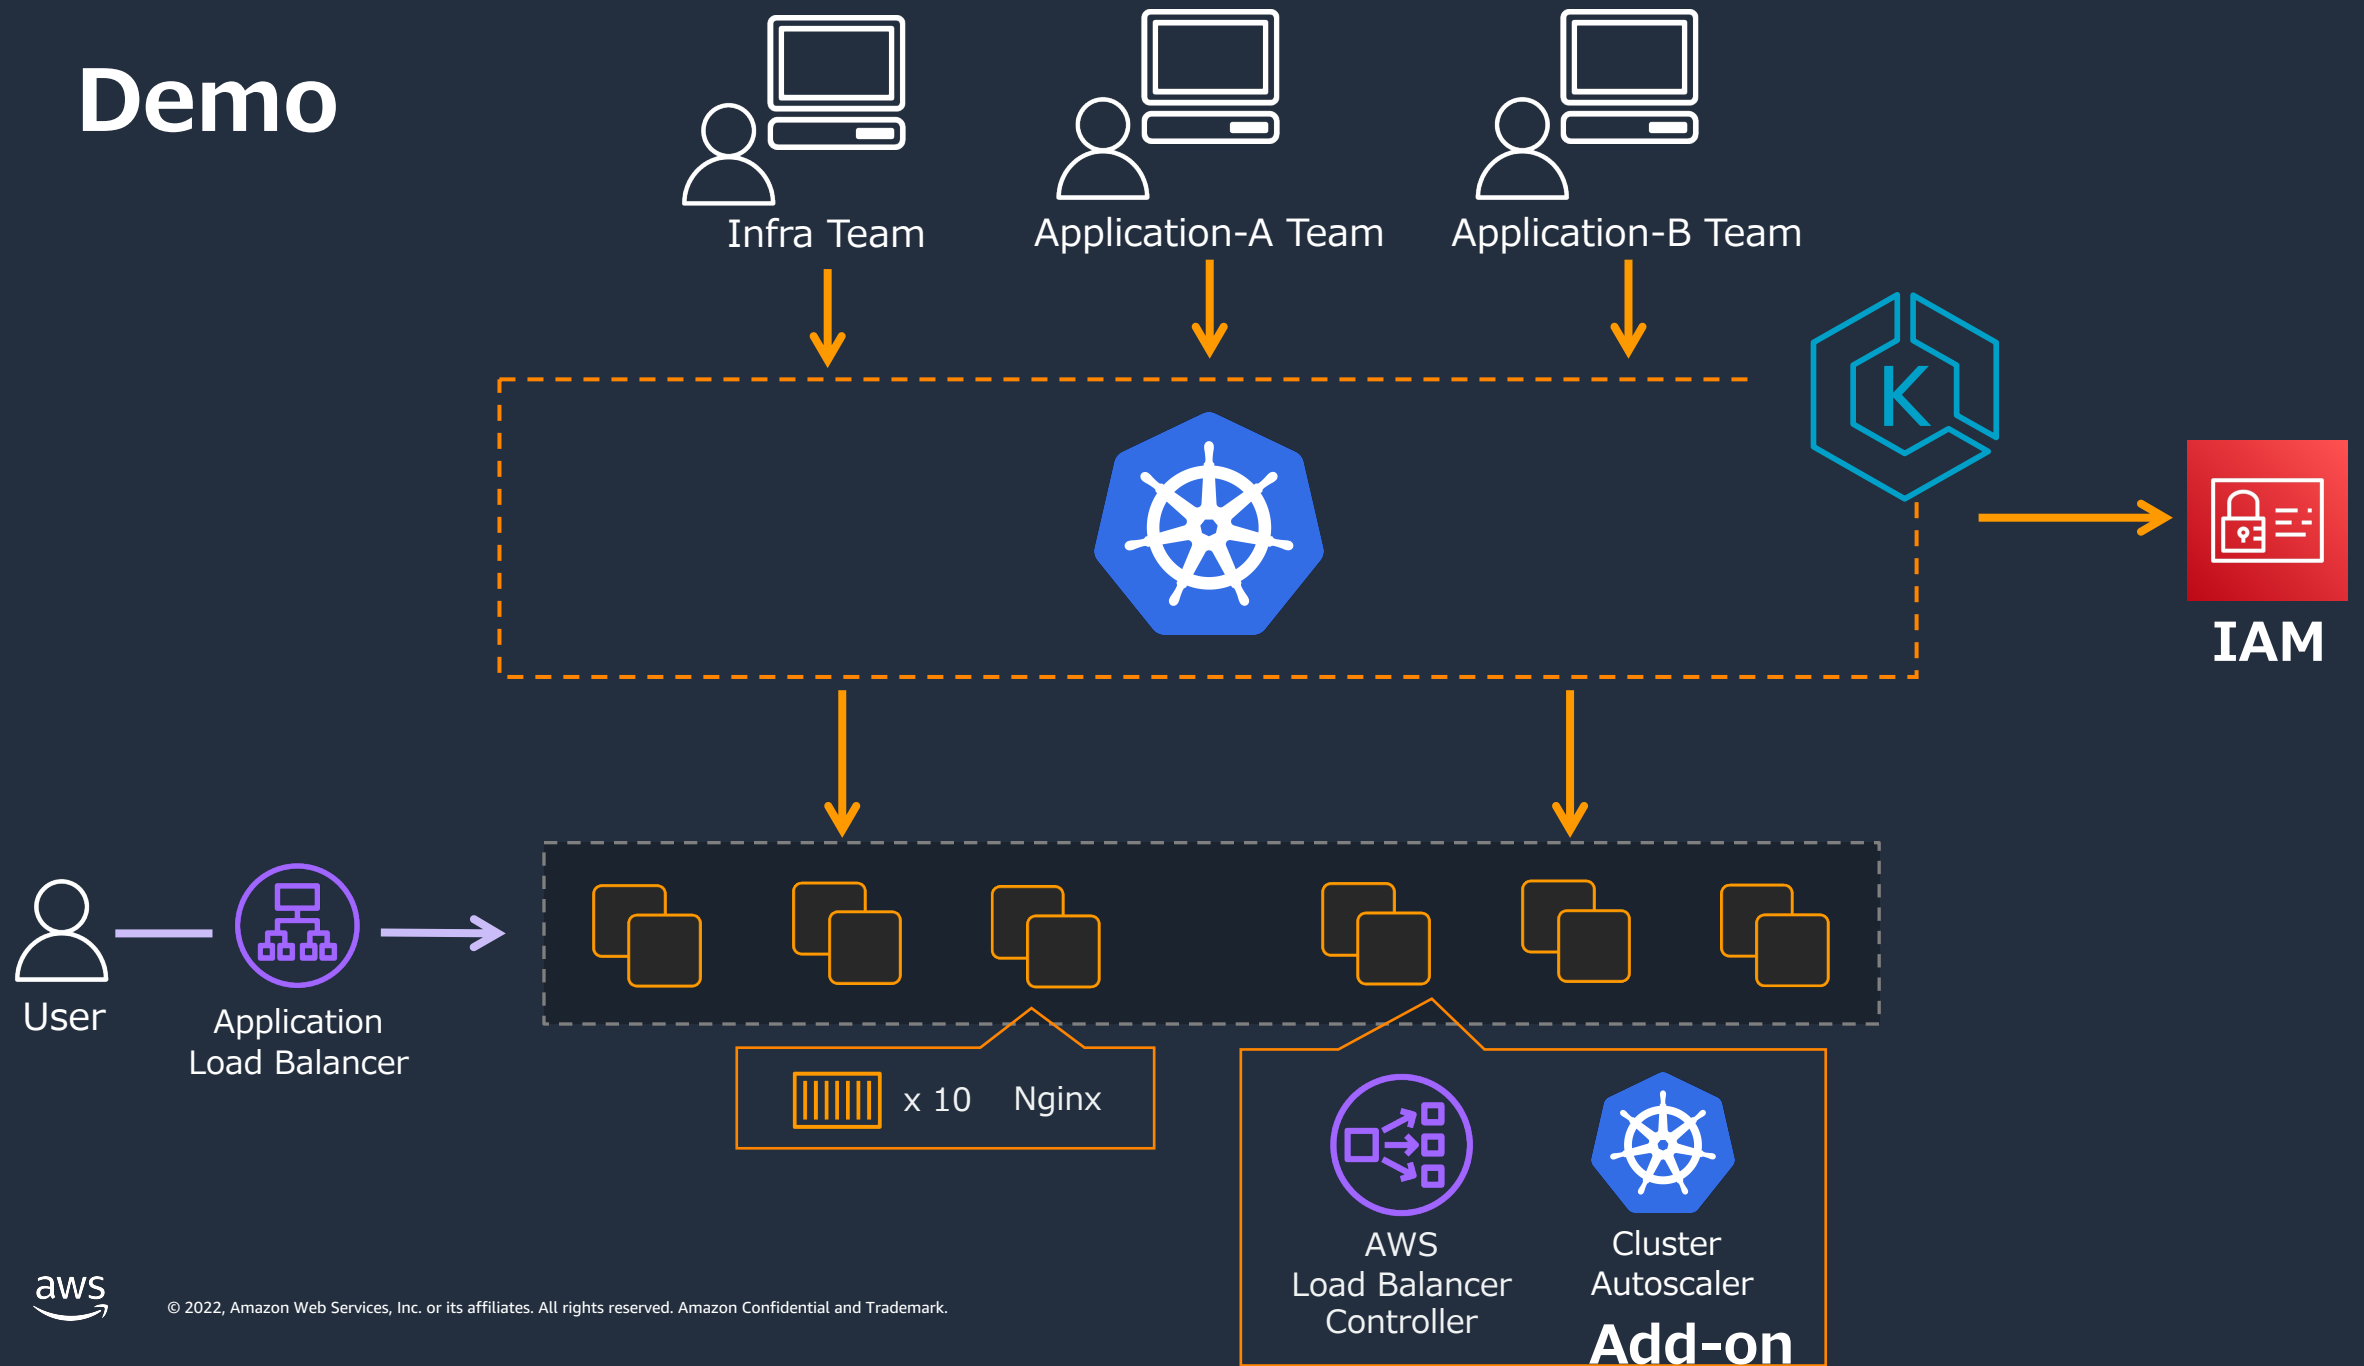 Demo
Infra Team
Application-A Team
Application-B Team
K
IAM
User
Application
Load Balancer
x 10 Nginx
AWS
Load Balancer
Controller
Cluster
Autoscaler
Add-on
aws
© 2022, Amazon Web Services, Inc. or its affiliates. All rights reserved. Amazon Confidential and Trademark.